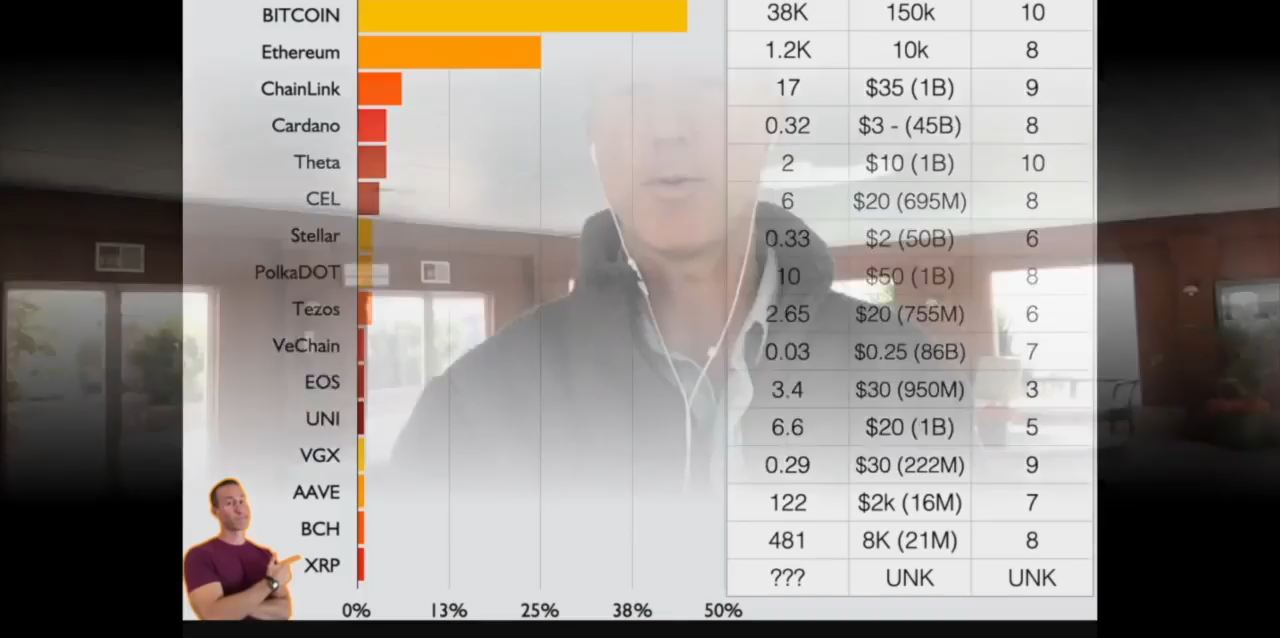 BITCOIN 38K 150k 10
Ethereum 1.2K 10k 8
ChainLink 17 $35 (1B) 9
Cardano 0.32 $3 - (45B) 8
Theta 2 $10 (1B) 10
CEL 6 $20 (695M) 8
Stellar 0.33 $2 (50B) 6
PolkaDOT 10 $50 (1B) 8
Tezos 2.65 $20 (755M) 6
VeChain 0.03 $0.25 (86B) 7
EOS 3.4 $30 (950M) 3
UNI 6.6 $20 (1B) 5
VGX 0.29 $30 (222M) 9
AAVE 122 $2k (16M) 7
BCH 481 8K (21M) 8
XRP ??? UNK UNK
0% 13% 25% 38% 50%